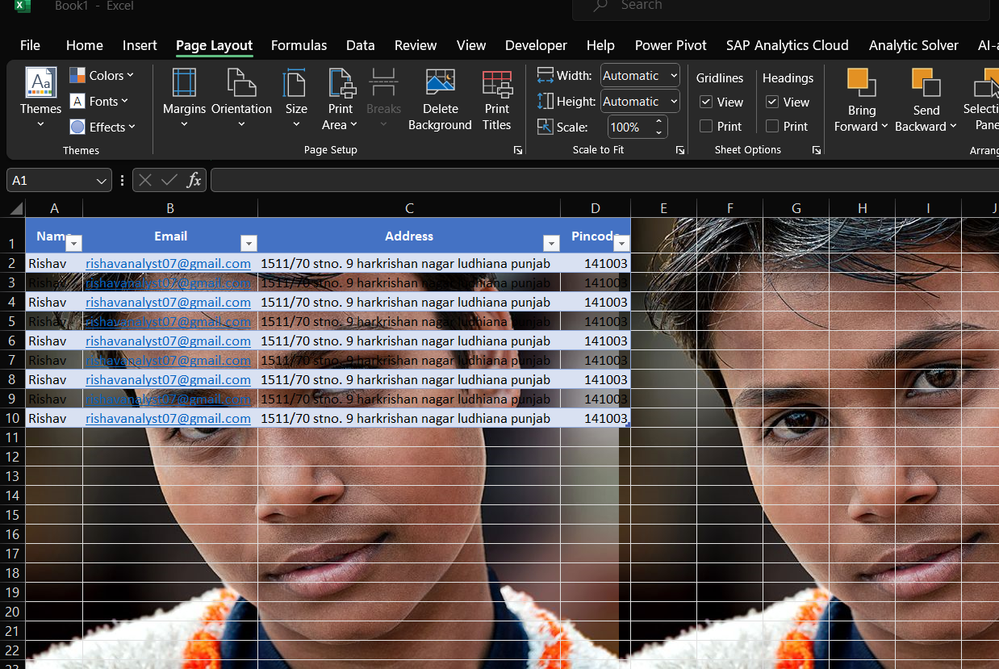 Book1 - Excel
Search
File Home Insert Page Layout Formulas Data Review View Developer Help Power Pivot SAP Analytics Cloud Analytic Solver AI-a
Themes
Colors
Fonts
Effects
Themes
Margins
Orientation
Size
Print Area
Breaks
Delete Background
Print Titles
Page Setup
Width: Automatic
Height: Automatic
Scale: 100%
Scale to Fit
Gridlines Headings
View View
Print Print
Sheet Options
Bring Forward
Send Backward
Selecti
Pane
Arrang
A1 fx
A B C D E F G H I J
1 Name Email Address Pincode
2 Rishav rishavanalyst07@gmail.com 1511/70 stno. 9 harkrishan nagar ludhiana punjab 141003
3 Rishav rishavanalyst07@gmail.com 1511/70 stno. 9 harkrishan nagar ludhiana punjab 141003
4 Rishav rishavanalyst07@gmail.com 1511/70 stno. 9 harkrishan nagar ludhiana punjab 141003
5 Rishav rishavanalyst07@gmail.com 1511/70 stno. 9 harkrishan nagar ludhiana punjab 141003
6 Rishav rishavanalyst07@gmail.com 1511/70 stno. 9 harkrishan nagar ludhiana punjab 141003
7 Rishav rishavanalyst07@gmail.com 1511/70 stno. 9 harkrishan nagar ludhiana punjab 141003
8 Rishav rishavanalyst07@gmail.com 1511/70 stno. 9 harkrishan nagar ludhiana punjab 141003
9 Rishav rishavanalyst07@gmail.com 1511/70 stno. 9 harkrishan nagar ludhiana punjab 141003
10 Rishav rishavanalyst07@gmail.com 1511/70 stno. 9 harkrishan nagar ludhiana punjab 141003
11
12
13
14
15
16
17
18
19
20
21
22
23